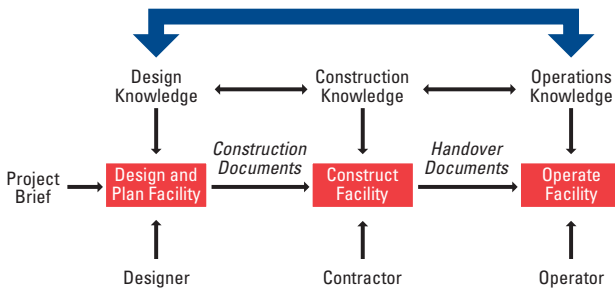 Design
Knowledge
Construction
Knowledge
Operations
Knowledge
Construction
Documents
Handover
Documents
Project
Brief
Design and
Plan Facility
Construct
Facility
Operate
Facility
Designer
Contractor
Operator